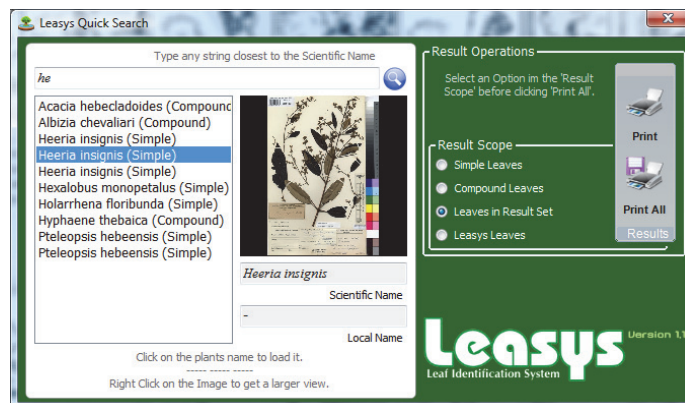 Leasys Quick Search
Type any string closest to the Scientific Name
he
Acacia hebecladoides (Compound
Albizia chevaliari (Compound)
Heeria insignis (Simple)
Heeria insignis (Simple)
Heeria insignis (Simple)
Hexalobus monopetalus (Simple)
Holarrhena floribunda (Simple)
Hyphaene thebaica (Compound)
Pteleopsis hebeensis (Simple)
Pteleopsis hebeensis (Simple)
Heeria insignis
Scientific Name
-
Local Name
Click on the plants name to load it.
----- ----- -----
Right Click on the Image to get a larger view.
Result Operations
Select an Option im the 'Result
Scope' before clicking 'Print All'.
Result Scope
Simple Leaves
Compound Leaves
Leaves in Result Set
Leasys Leaves
Print
Print All
Results
Leasys
Version 1.1
Leaf Identification System